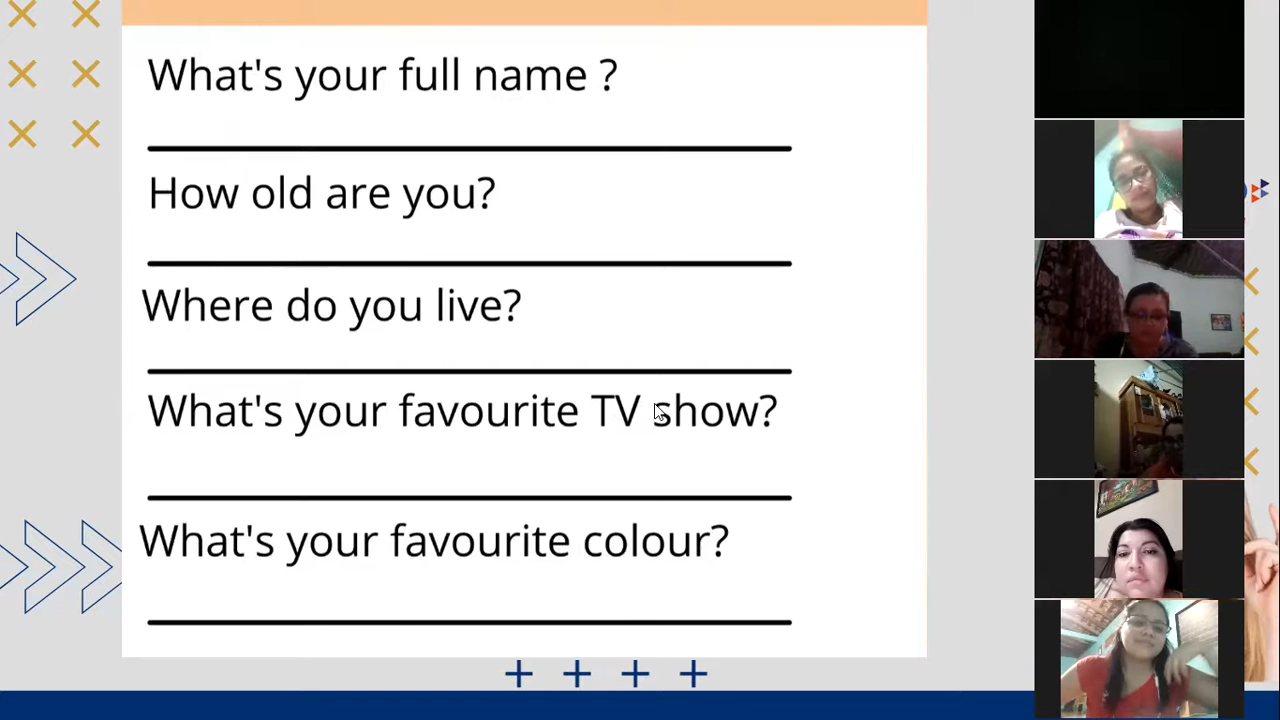 What's your full name ?
How old are you?
Where do you live?
What's your favourite TV show?
What's your favourite colour?